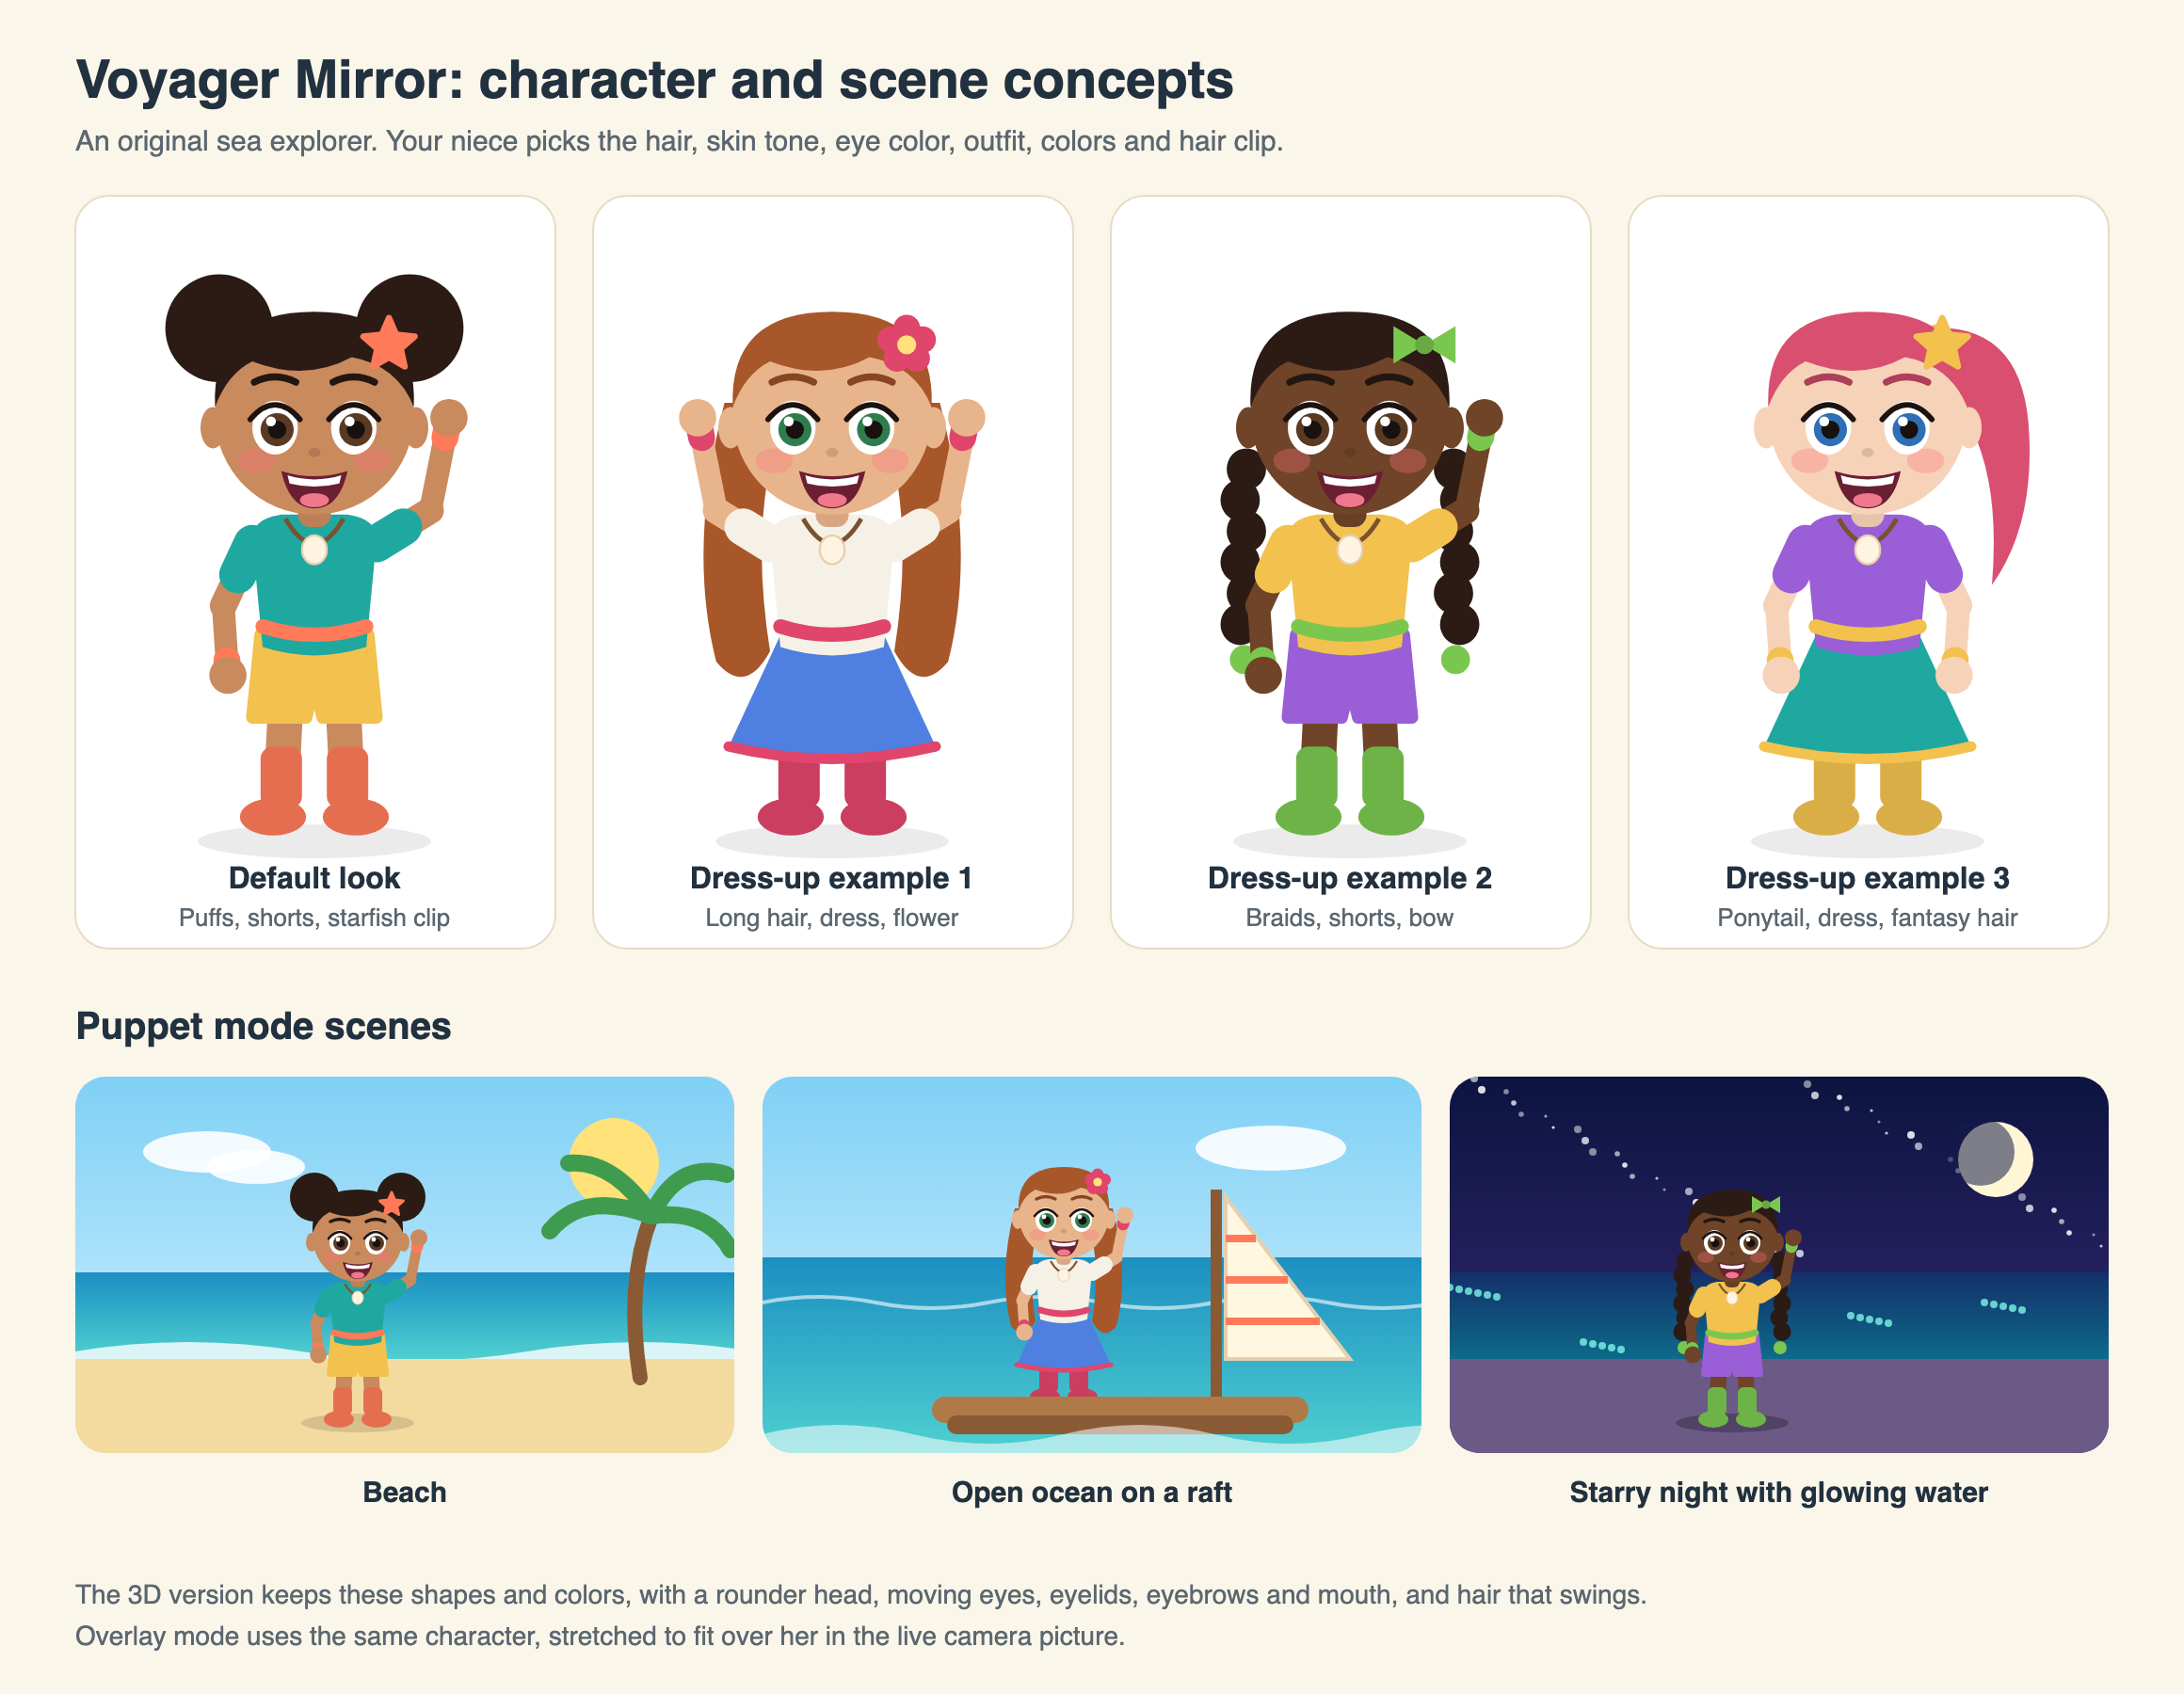 Voyager Mirror: character and scene concepts
An original sea explorer. Your niece picks the hair, skin tone, eye color, outfit, colors and hair clip.
Default look
Puffs, shorts, starfish clip
Dress-up example 1
Long hair, dress, flower
Dress-up example 2
Braids, shorts, bow
Dress-up example 3
Ponytail, dress, fantasy hair
Puppet mode scenes
Beach
Open ocean on a raft
Starry night with glowing water
The 3D version keeps these shapes and colors, with a rounder head, moving eyes, eyelids, eyebrows and mouth, and hair that swings.
Overlay mode uses the same character, stretched to fit over her in the live camera picture.